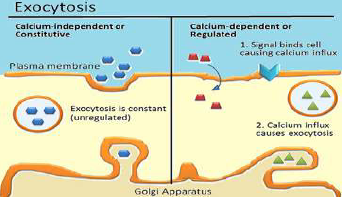 Exocytosis
Calcium-independent or
Constitutive
Plasma membrane
Exocytosis is constant
(unregulated)
Calcium-dependent or
Regulated
1. Signal binds cell
causing calcium influx
2. Calcium influx
causes exocytosis
Golgi Apparatus